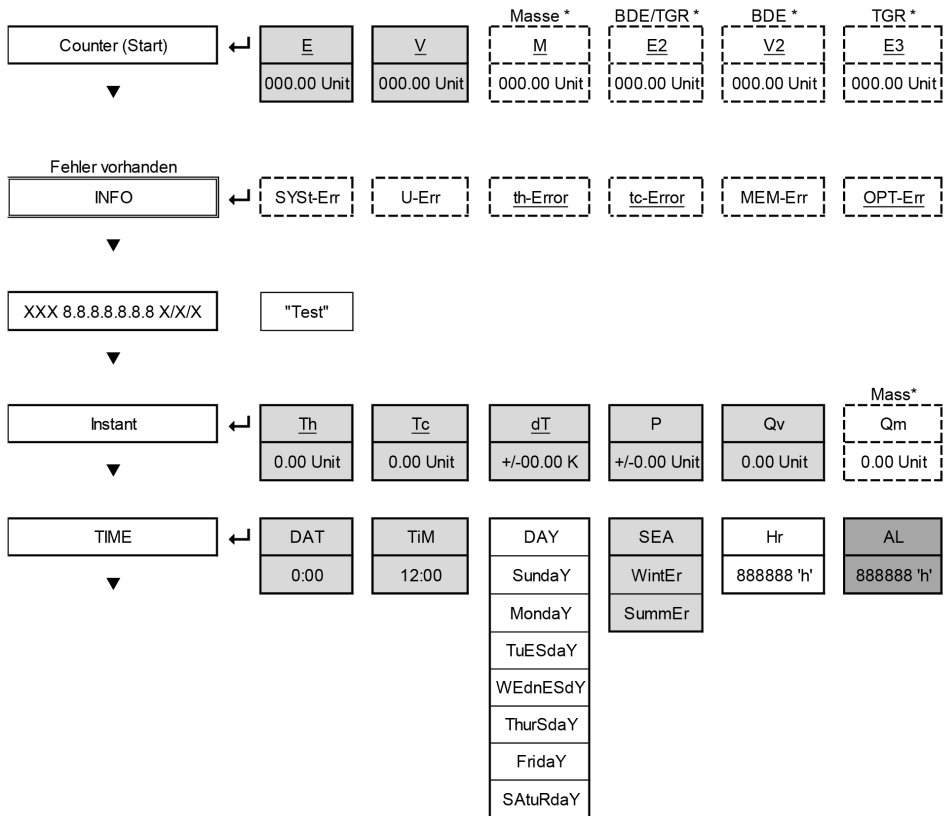 Masse * BDE/TGR * BDE * TGR *
Counter (Start) E V M E2 V2 E3
000.00 Unit 000.00 Unit 000.00 Unit 000.00 Unit 000.00 Unit 000.00 Unit
Fehler vorhanden
INFO SYSt-Err U-Err th-Error tc-Error MEM-Err OPT-Err
XXX 8.8.8.8.8.8.8 X/X/X "Test"
Mass*
Instant Th Tc dT P Qv Qm
0.00 Unit 0.00 Unit +/-00.00 K +/-0.00 Unit 0.00 Unit 0.00 Unit
TIME DAT TiM DAY SEA Hr AL
0:00 12:00 SundaY WintEr 888888 'h' 888888 'h'
MondaY SummEr
TuESdaY
WEdnESdY
ThurSdaY
FridaY
SAtuRdaY